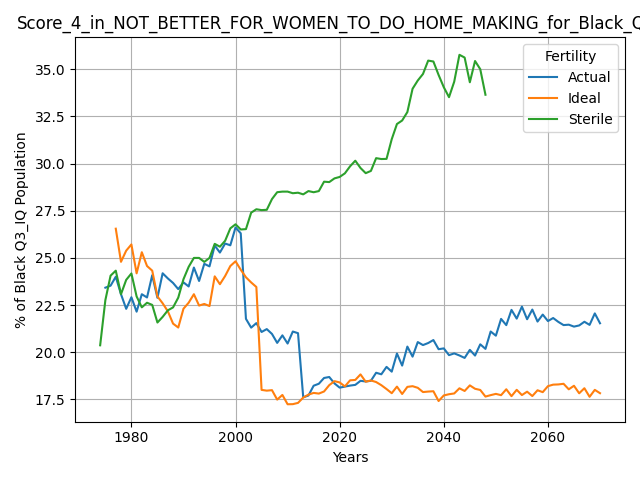 Score_4_in_NOT_BETTER_FOR_WOMEN_TO_DO_HOME_MAKING_for_Black_Q
Fertility
Actual
Ideal
Sterile
% of Black Q3_IQ Population
35.0
32.5
30.0
27.5
25.0
22.5
20.0
17.5
1980
2000
2020
2040
2060
Years